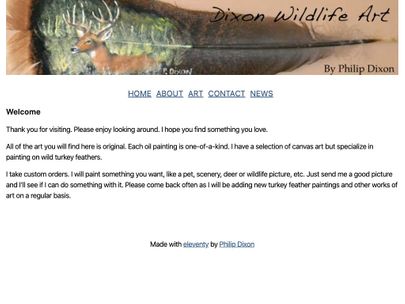 Dixon Wildlife Art
P. DIXON
By Philip Dixon
HOME ABOUT ART CONTACT NEWS
Welcome
Thank you for visiting. Please enjoy looking around. I hope you find something you love.
All of the art you will find here is original. Each oil painting is one-of-a-kind. I have a selection of canvas art but specialize in
painting on wild turkey feathers.
I take custom orders. I will paint something you want, like a pet, scenery, deer or wildlife picture, etc. Just send me a good picture
and I'll see if I can do something with it. Please come back often as I will be adding new turkey feather paintings and other works of
art on a regular basis.
Made with eleventy by Philip Dixon